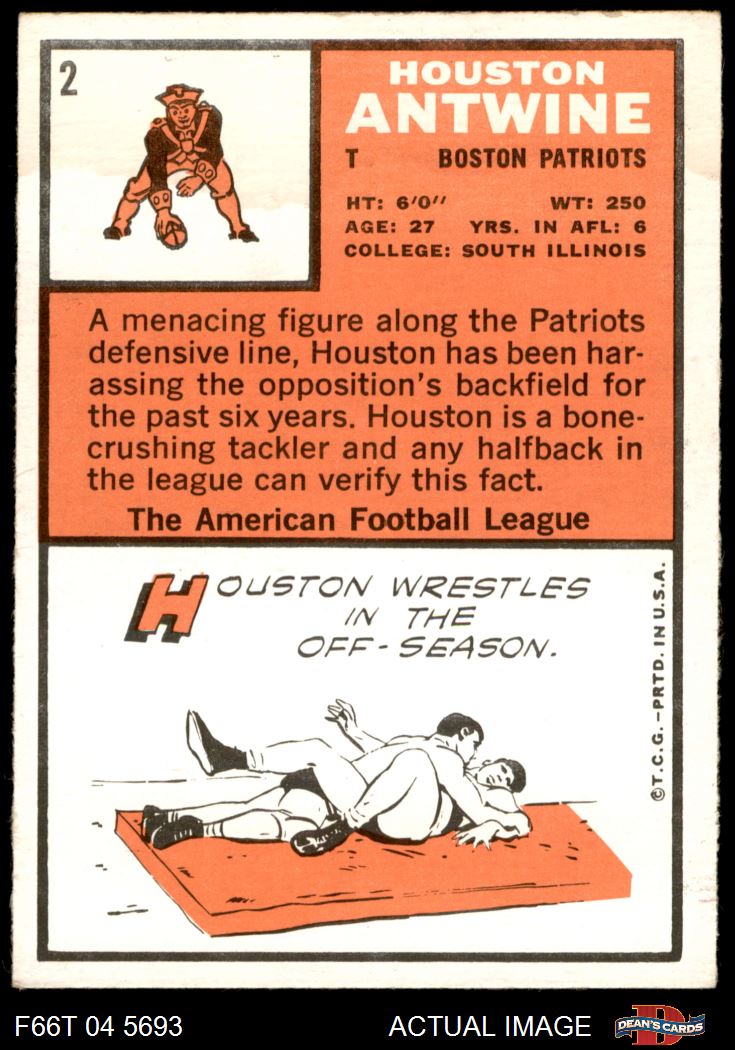 2
HOUSTON
ANTWINE
T BOSTON PATRIOTS
HT: 6'0" WT: 250
AGE: 27 YRS. IN AFL: 6
COLLEGE: SOUTH ILLINOIS
A menacing figure along the Patriots
defensive line, Houston has been har-
assing the opposition's backfield for
the past six years. Houston is a bone-
crushing tackler and any halfback in
the league can verify this fact.
The American Football League
HOUSTON WRESTLES
IN THE
OFF-SEASON.
©T.C.G.-PRTD. IN U.S.A.
F66T 04 5693 ACTUAL IMAGE
D
DEAN'S CARDS